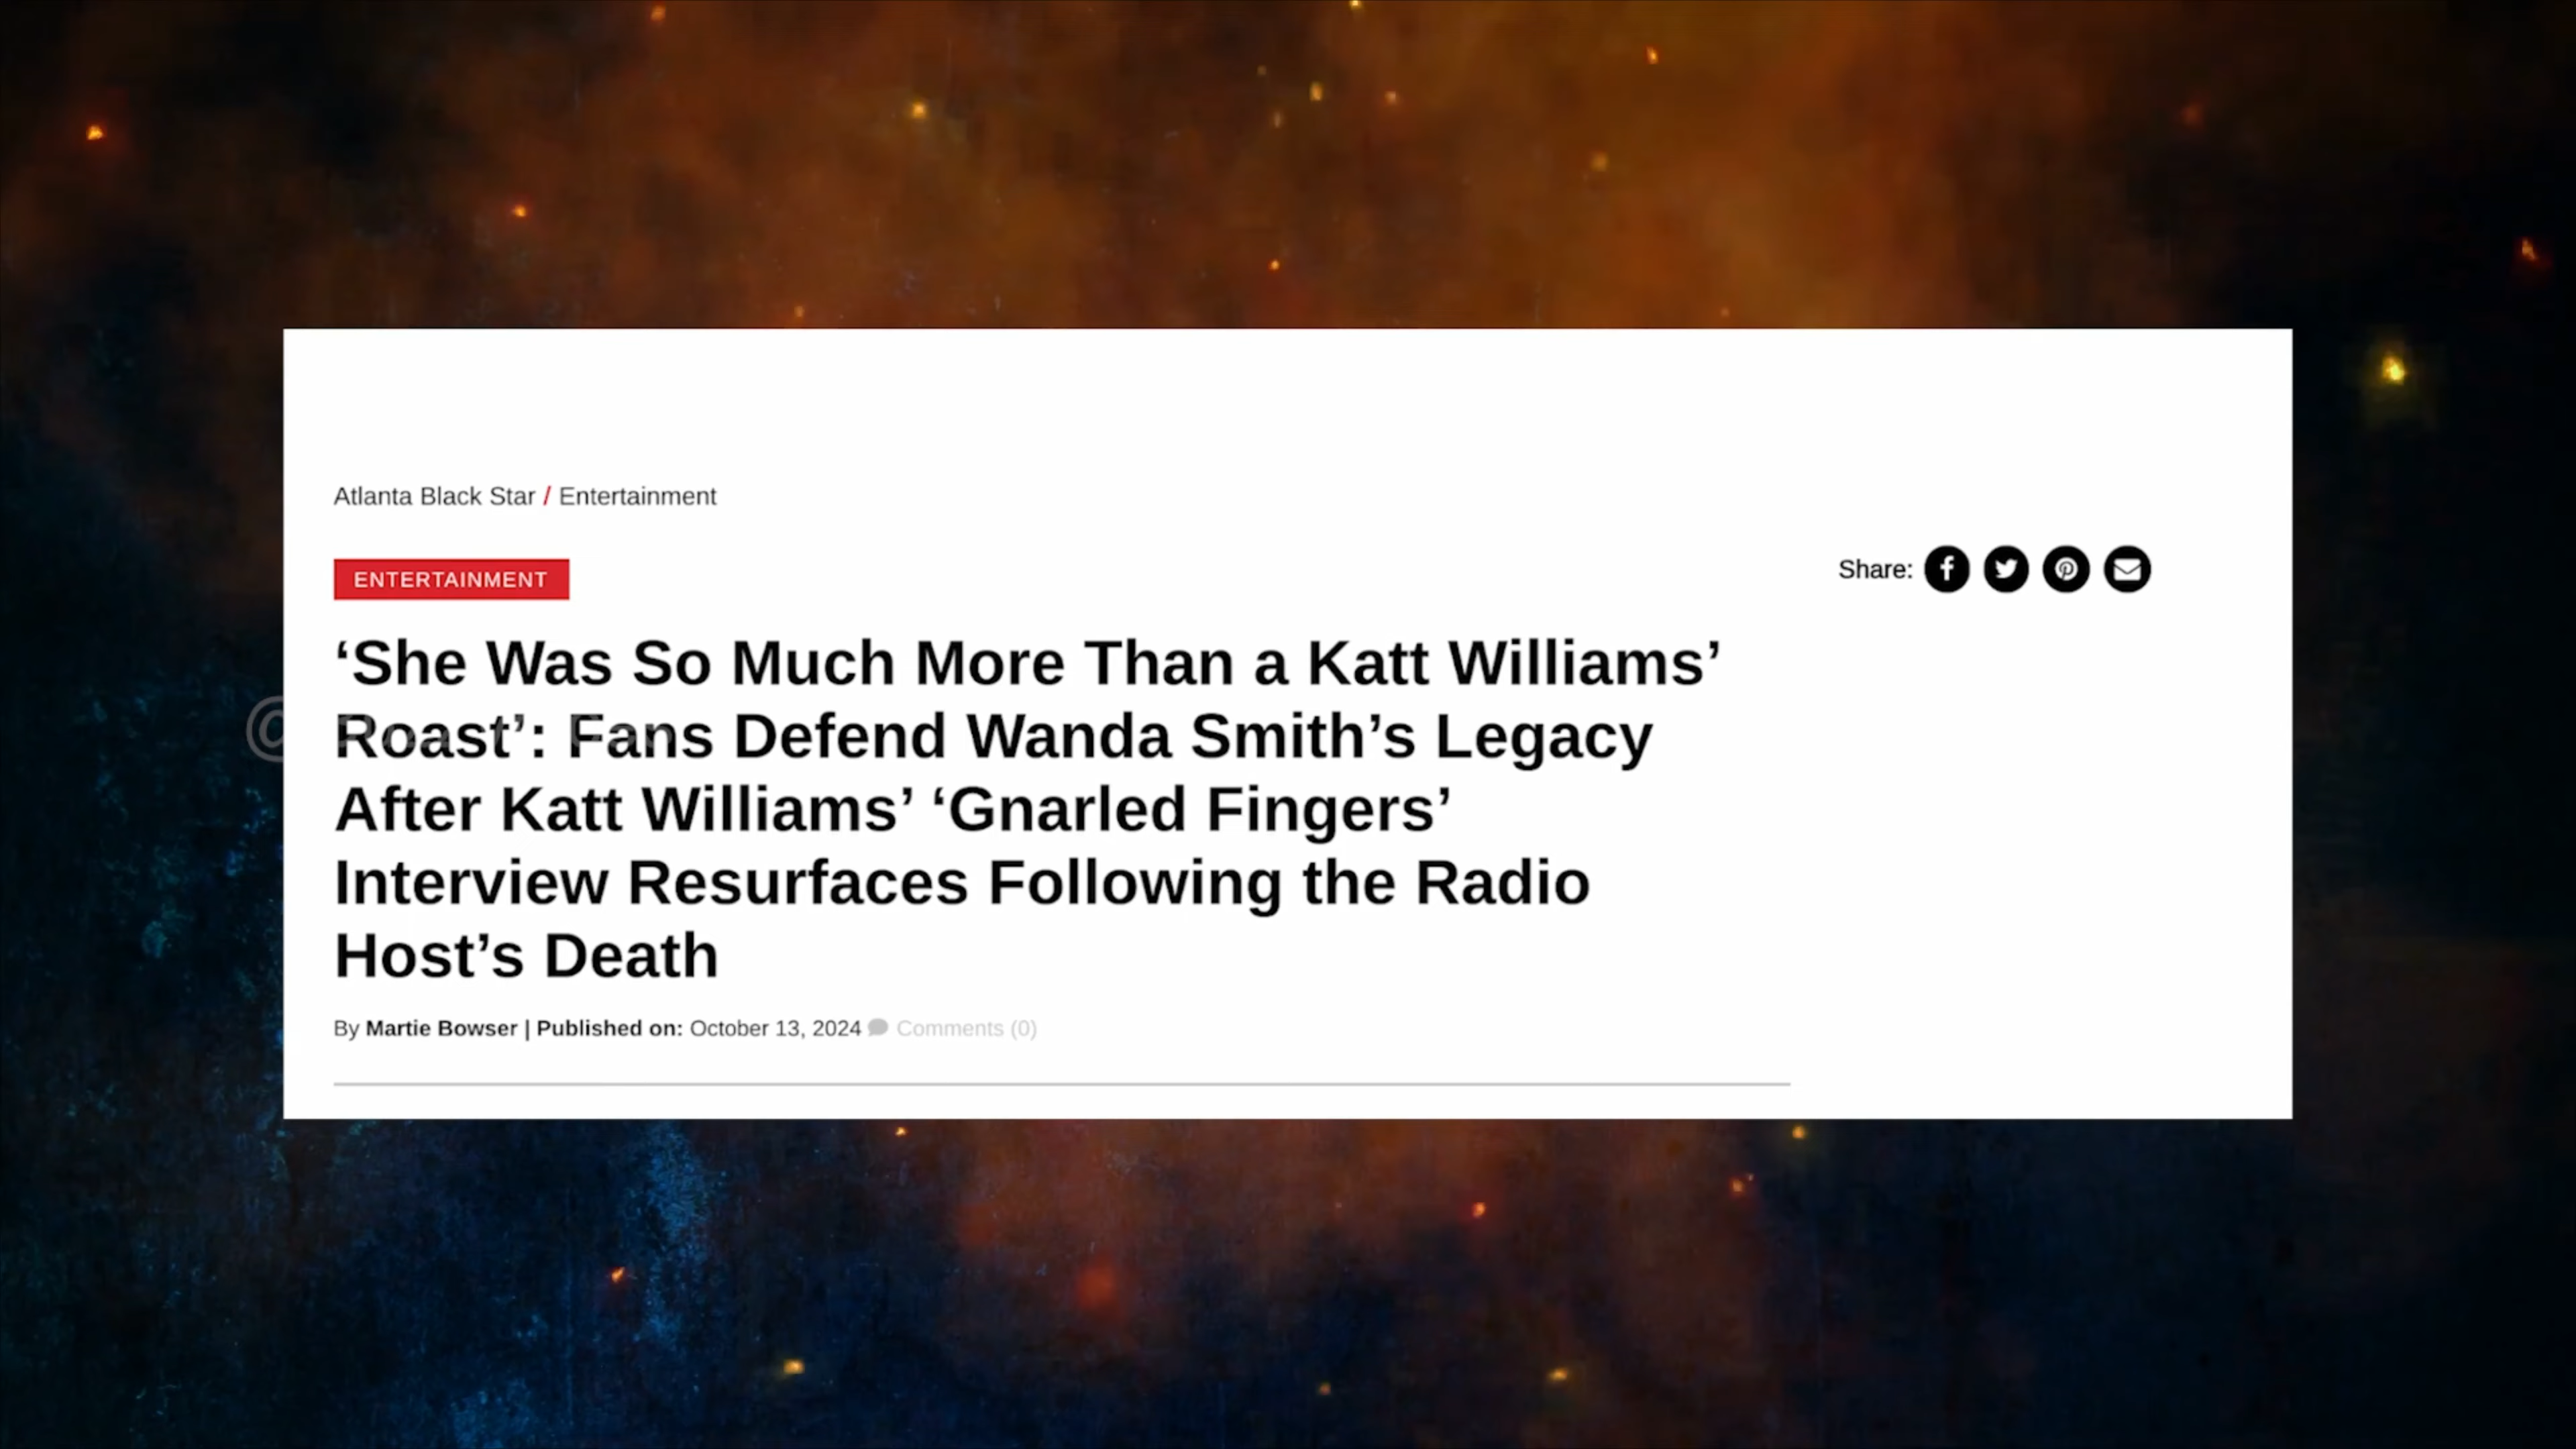 Atlanta Black Star / Entertainment
ENTERTAINMENT
Share:
‘She Was So Much More Than a Katt Williams’
Roast’: Fans Defend Wanda Smith’s Legacy
After Katt Williams’ ‘Gnarled Fingers’
Interview Resurfaces Following the Radio
Host’s Death
By Martie Bowser | Published on: October 13, 2024 Comments (0)
@